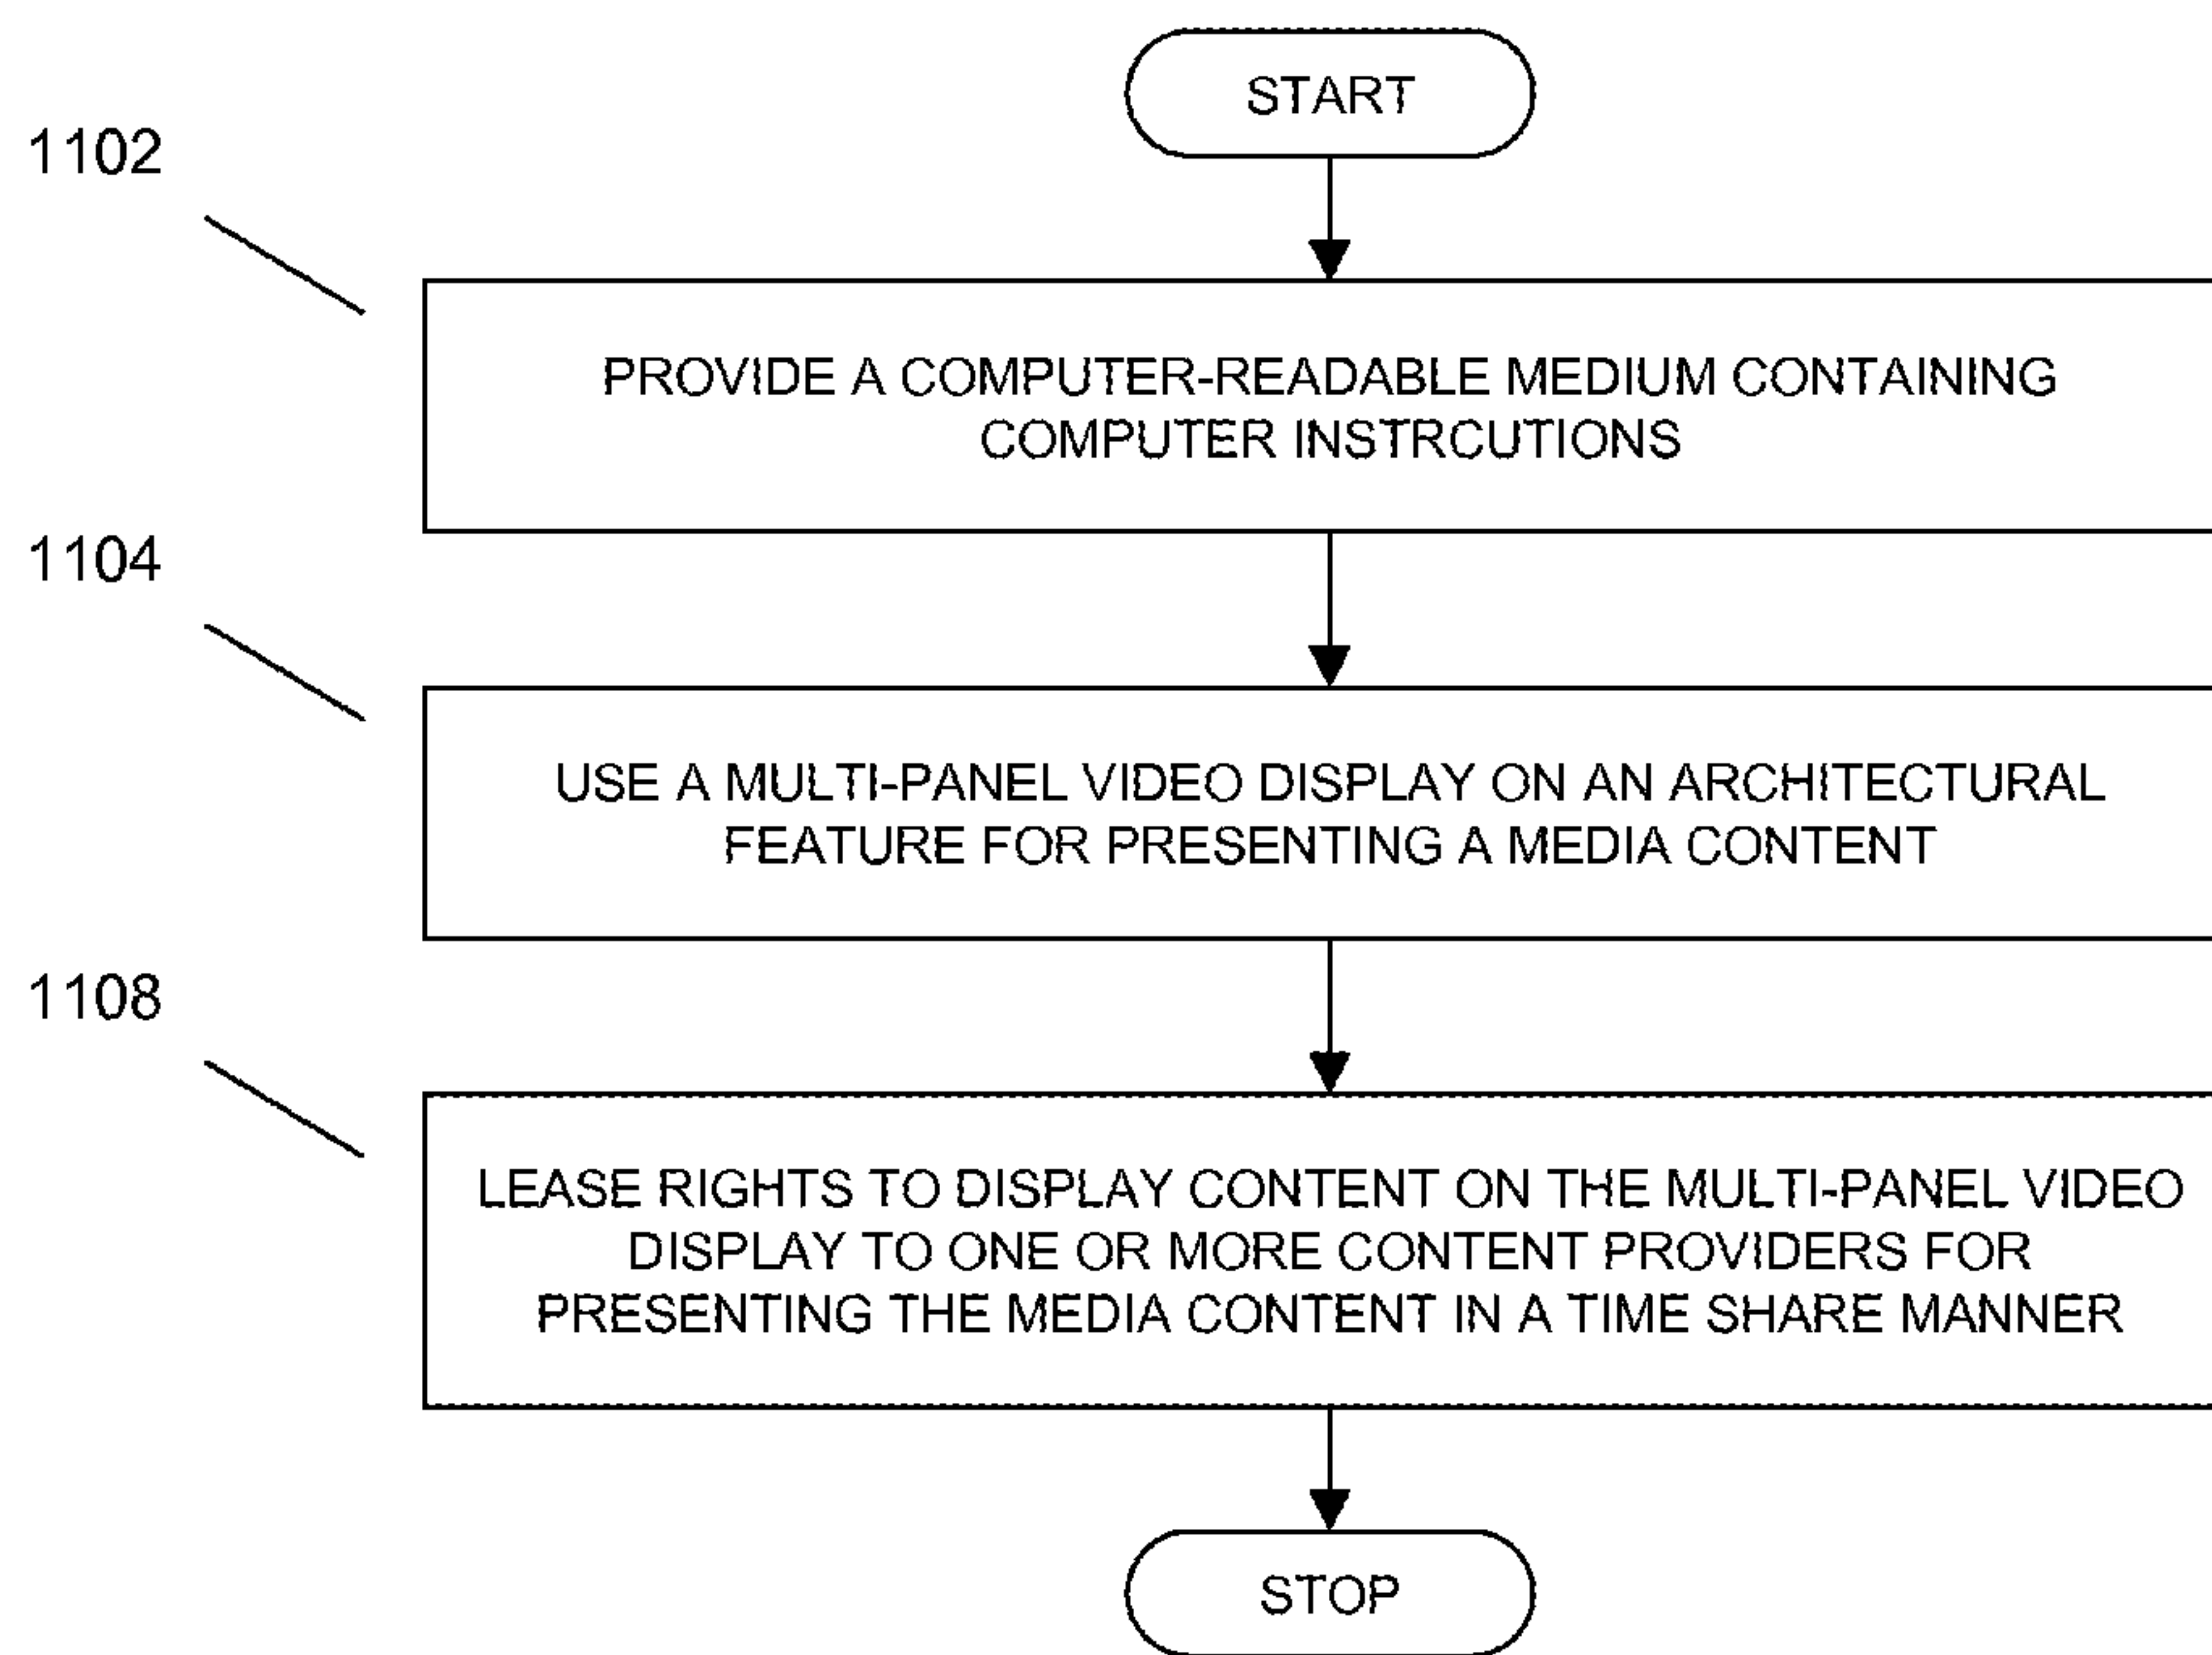 START
1102
PROVIDE A COMPUTER-READABLE MEDIUM CONTAINING
COMPUTER INSTRCUTIONS
1104
USE A MULTI-PANEL VIDEO DISPLAY ON AN ARCHITECTURAL
FEATURE FOR PRESENTING A MEDIA CONTENT
1108
LEASE RIGHTS TO DISPLAY CONTENT ON THE MULTI-PANEL VIDEO
DISPLAY TO ONE OR MORE CONTENT PROVIDERS FOR
PRESENTING THE MEDIA CONTENT IN A TIME SHARE MANNER
STOP